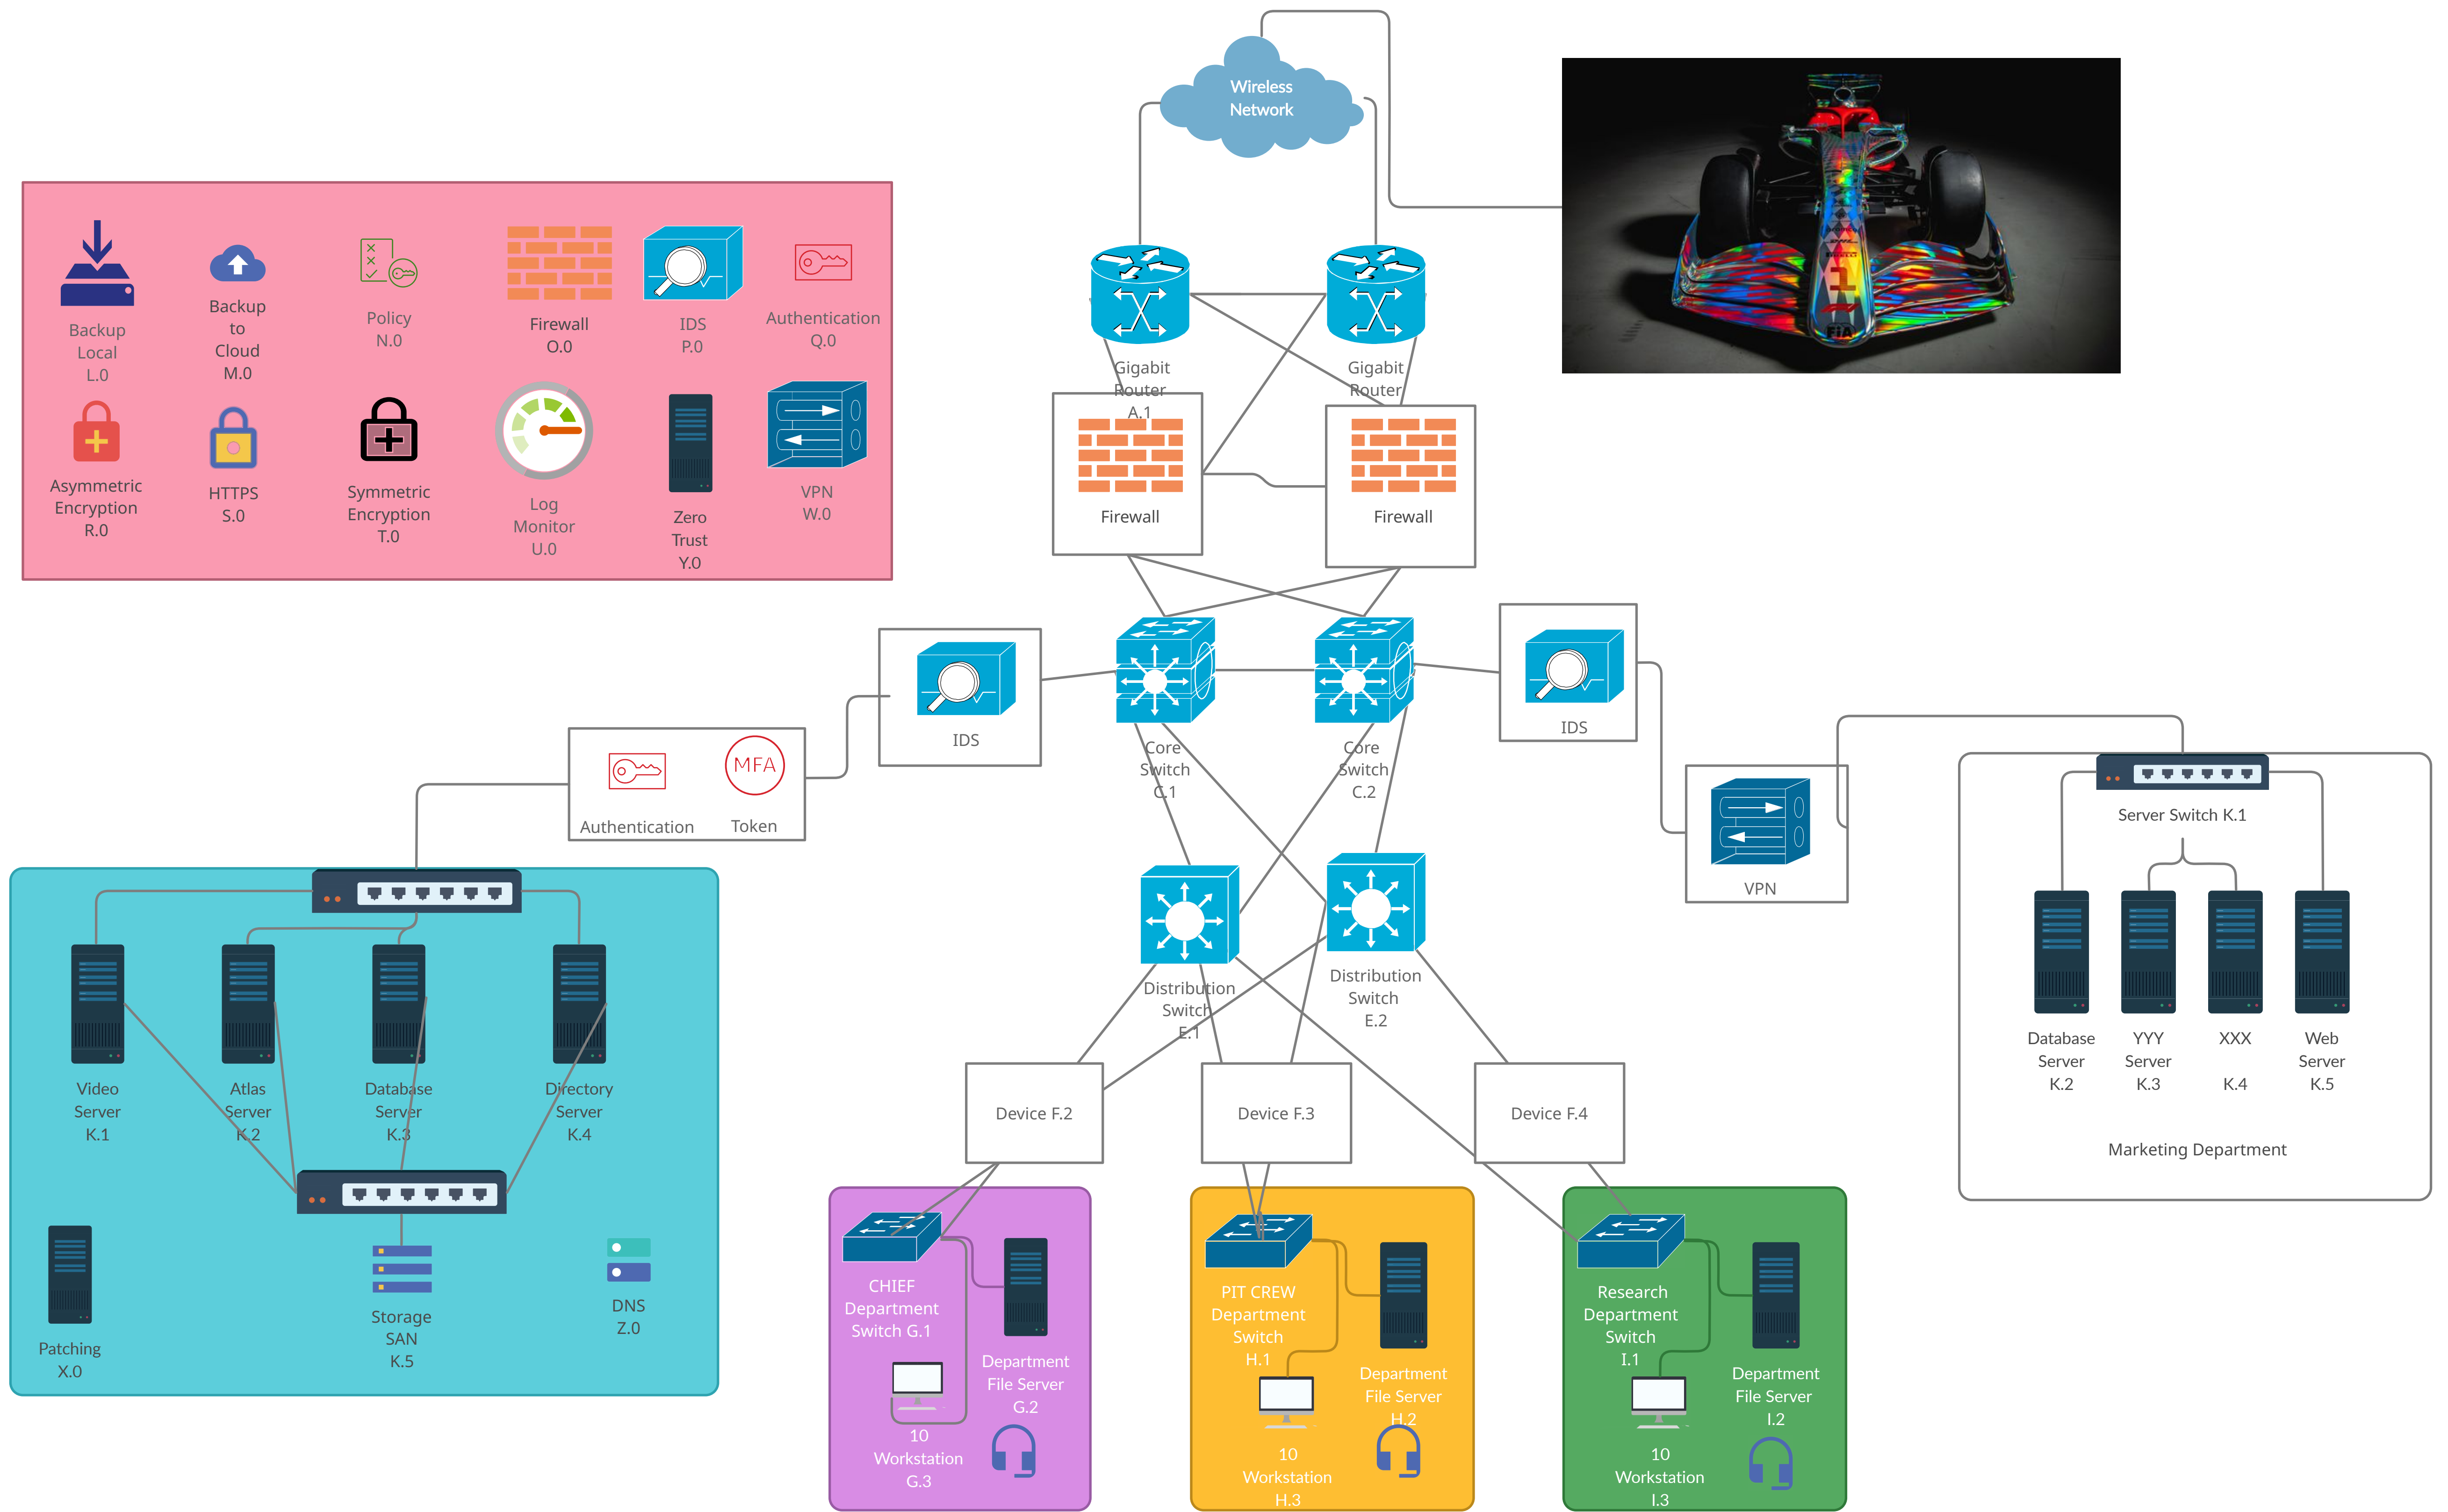 Wireless
Network
Backup
Local
L.0
Backup
to
Cloud
M.0
Policy
N.0
Firewall
O.0
IDS
P.0
Authentication
Q.0
Asymmetric
Encryption
R.0
HTTPS
S.0
Symmetric
Encryption
T.0
Log
Monitor
U.0
Zero
Trust
Y.0
VPN
W.0
Gigabit
Router
A.1
Gigabit
Router
1
F1
FiA
Firewall
Firewall
IDS
Core
Switch
C.1
Core
Switch
C.2
IDS
Authentication
MFA
Token
VPN
Server Switch K.1
Database
Server
K.2
YYY
Server
K.3
XXX
K.4
Web
Server
K.5
Marketing Department
Distribution
Switch
E.1
Distribution
Switch
E.2
Video
Server
K.1
Atlas
Server
K.2
Database
Server
K.3
Directory
Server
K.4
Patching
X.0
Storage
SAN
K.5
DNS
Z.0
Device F.2
Device F.3
Device F.4
CHIEF
Department
Switch G.1
Department
File Server
G.2
10
Workstation
G.3
PIT CREW
Department
Switch
H.1
Department
File Server
H.2
10
Workstation
H.3
Research
Department
Switch
I.1
Department
File Server
I.2
10
Workstation
I.3